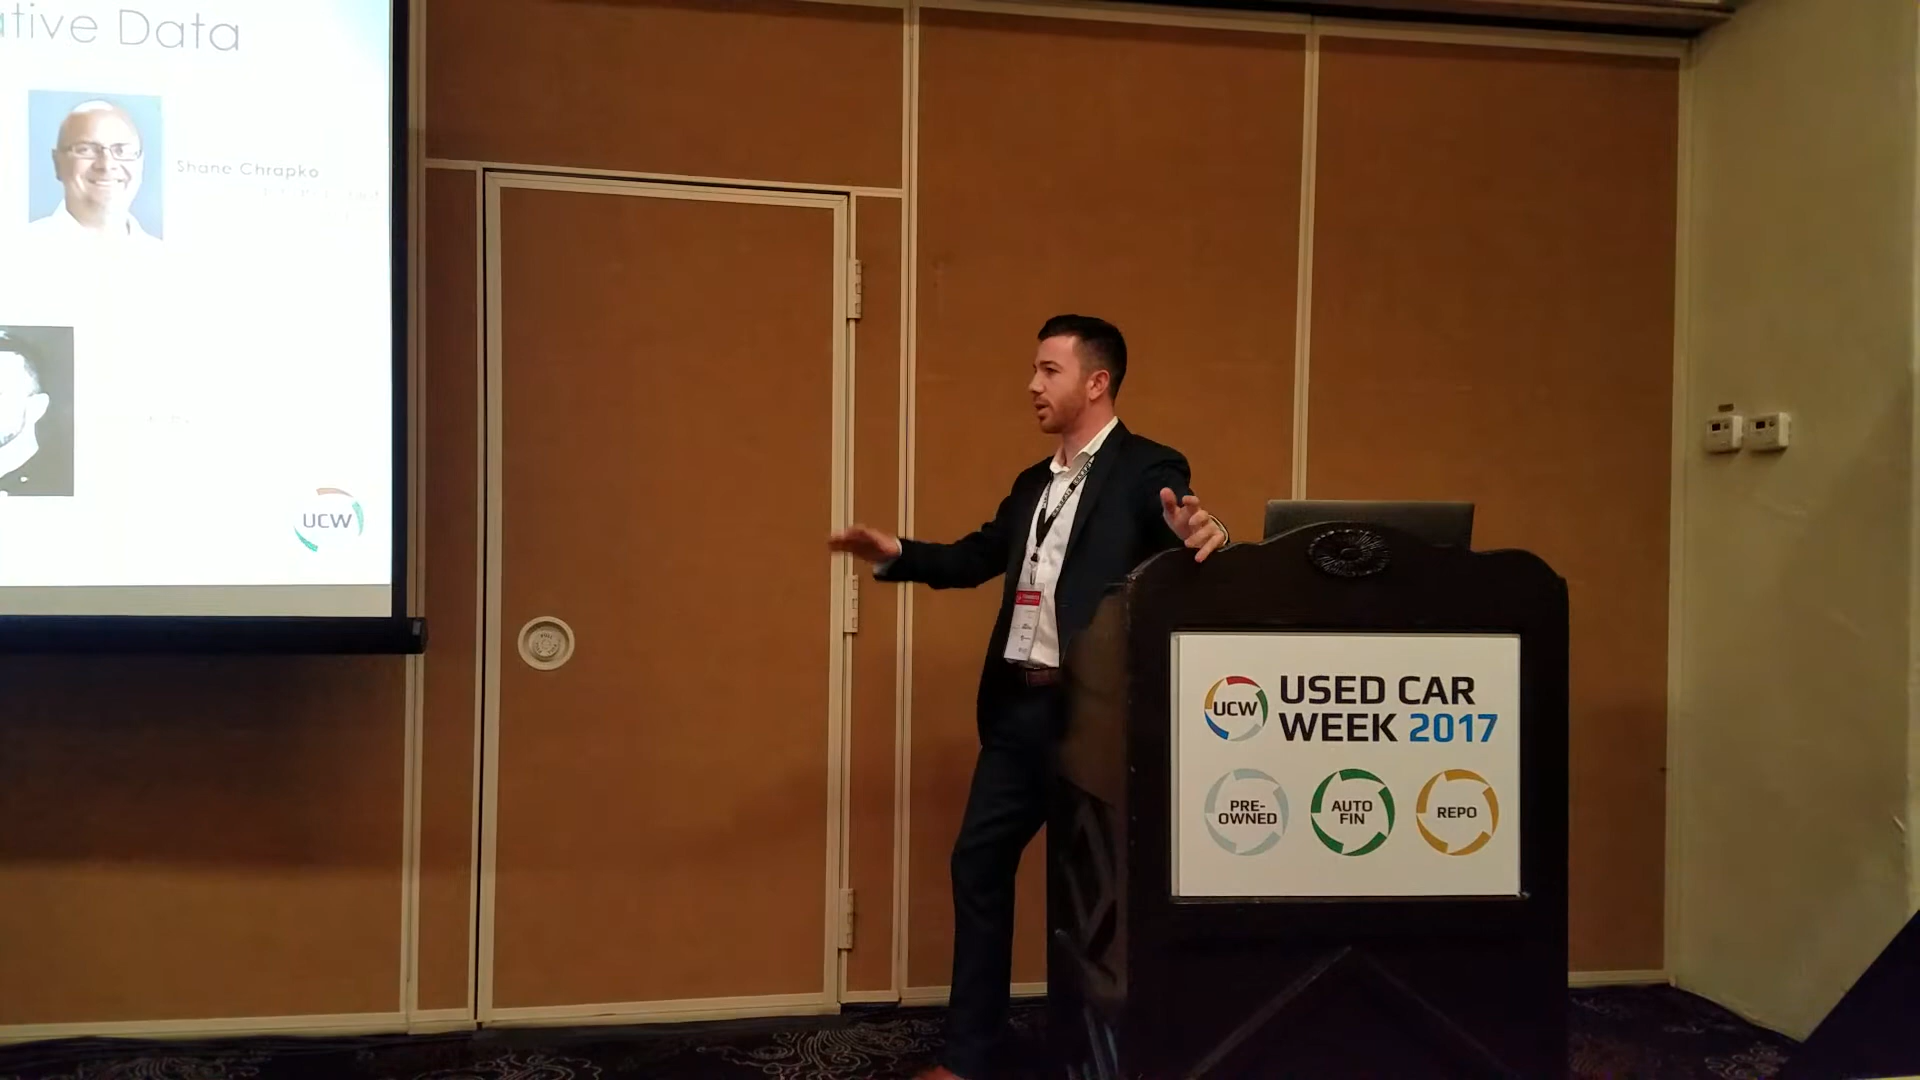 ative Data
Shane Chrapko
UCW
UCW
USED CAR
WEEK 2017
PRE-
OWNED
AUTO
FIN
REPO